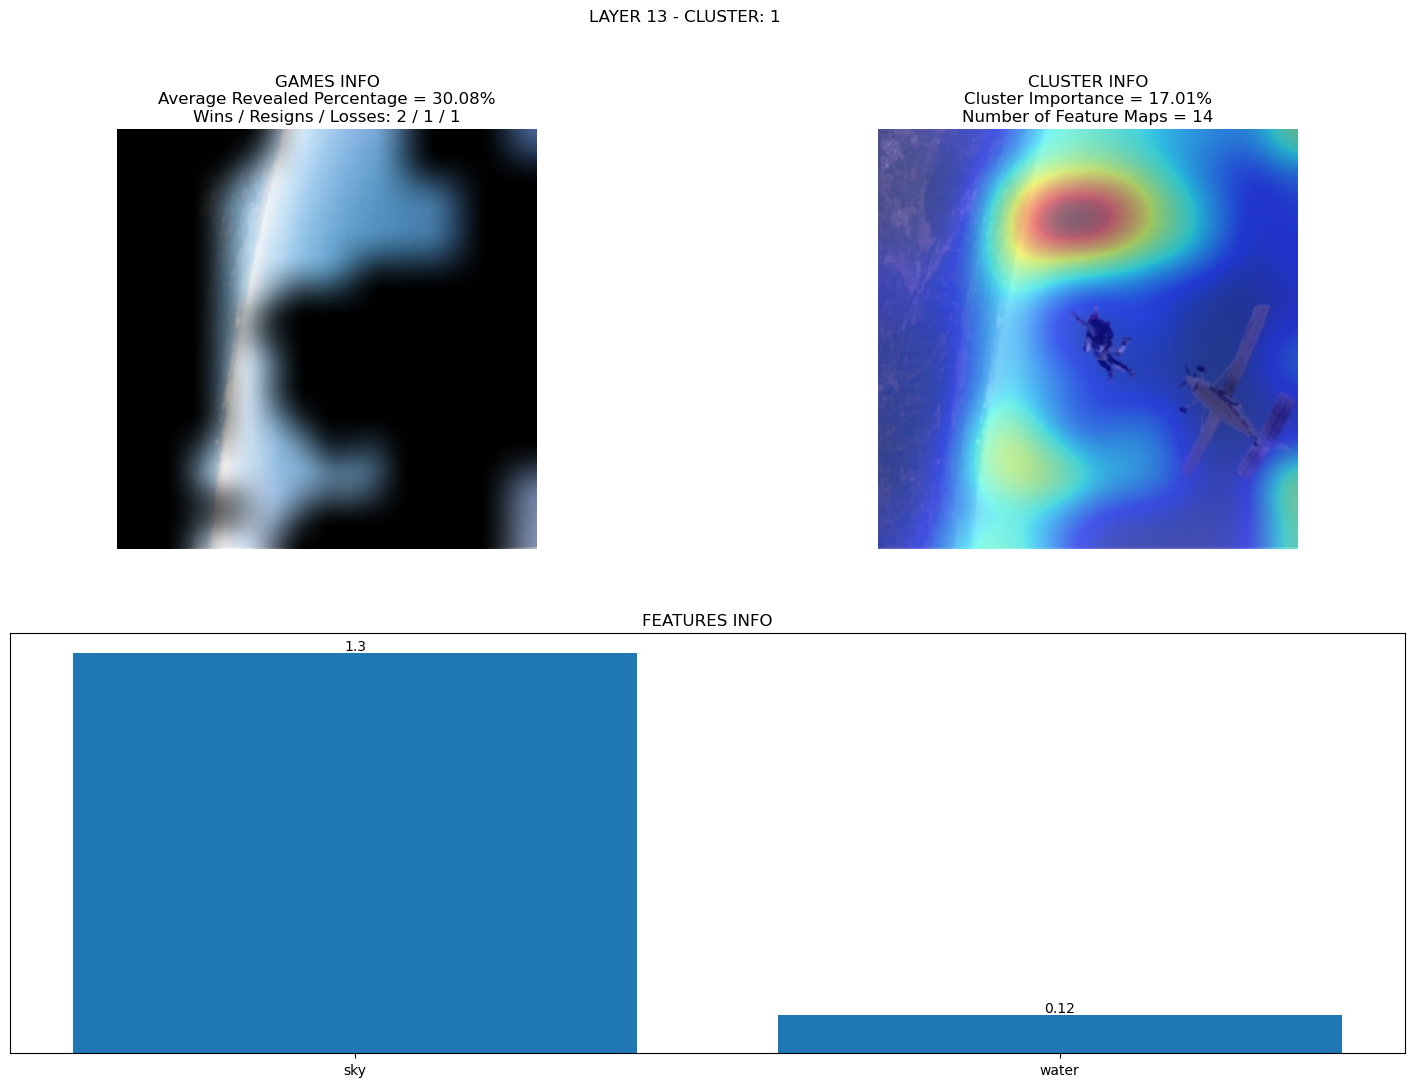 LAYER 13 - CLUSTER: 1
GAMES INFO
Average Revealed Percentage = 30.08%
Wins / Resigns / Losses: 2 / 1 / 1
CLUSTER INFO
Cluster Importance = 17.01%
Number of Feature Maps = 14
FEATURES INFO
1.3
0.12
sky
water